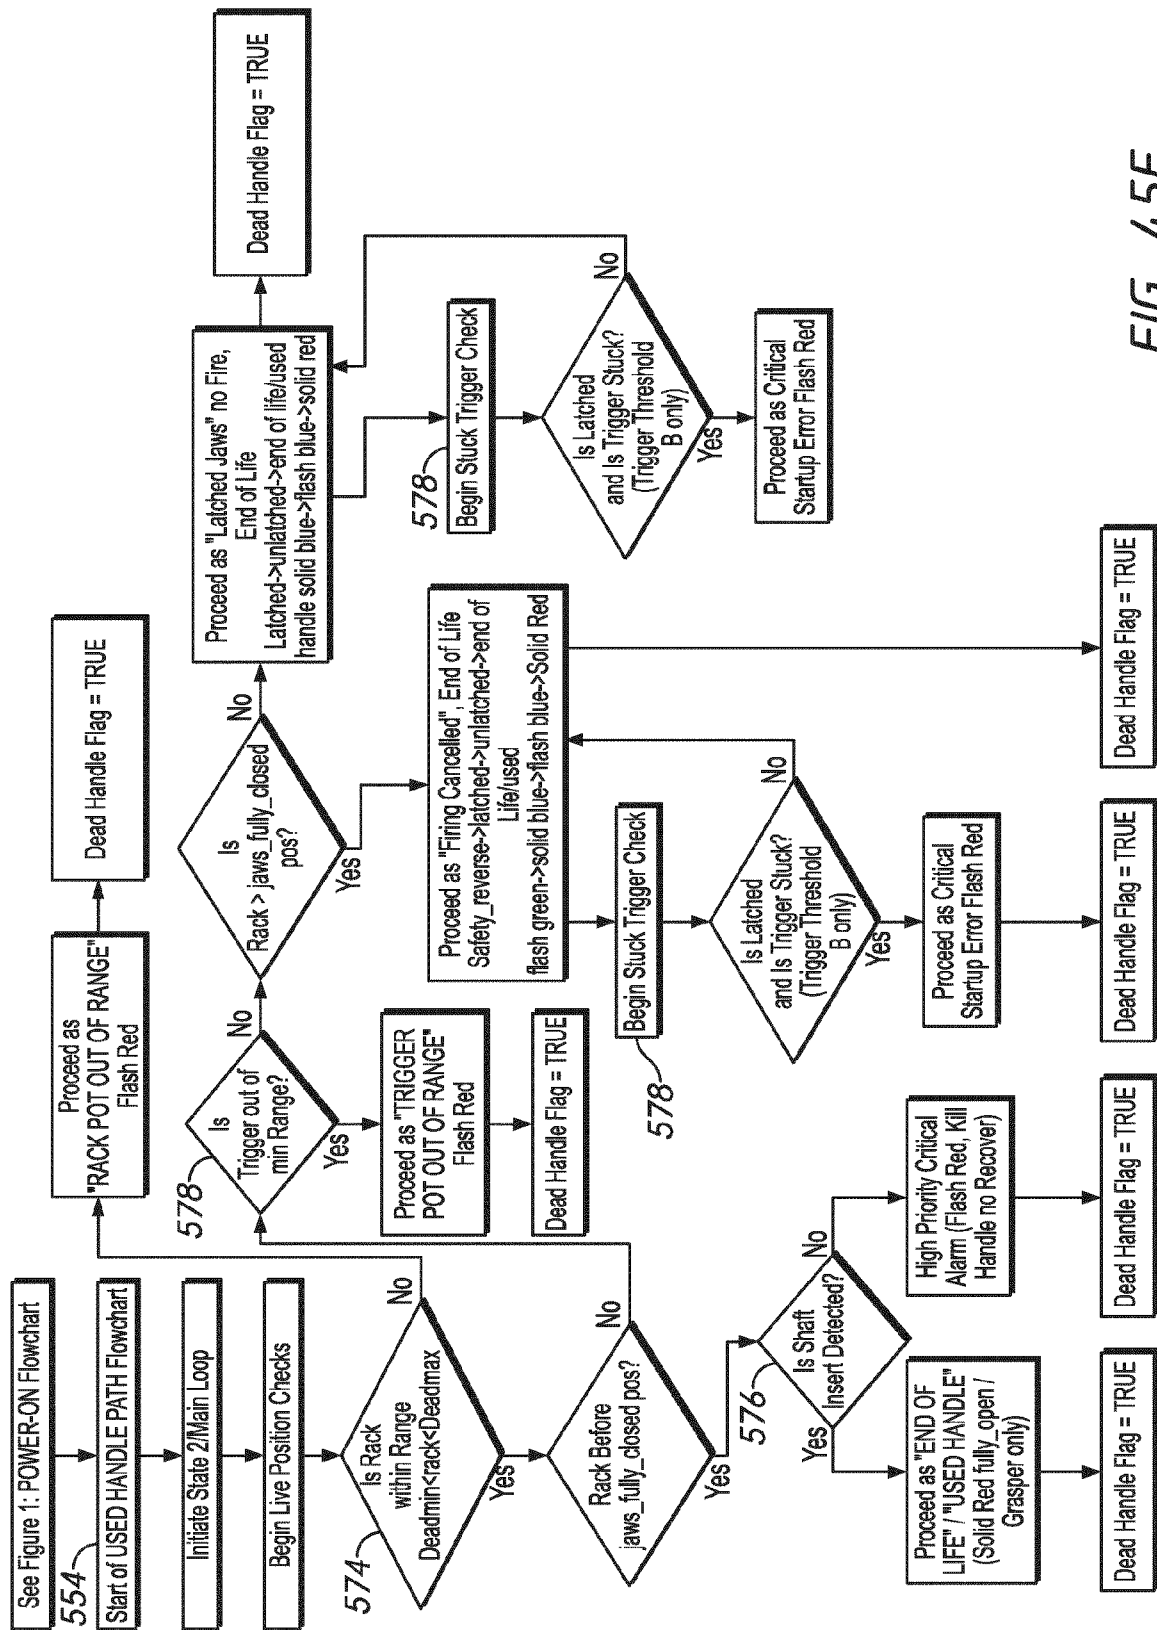 See Figure 1: POWER-ON Flowchart
554
Start of USED HANDLE PATH Flowchart
Initiate State 2/Main Loop
Begin Live Position Checks
574
Is Rack
within Range
Deadmin<rack<Deadmax
No
Yes
Proceed as
"RACK POT OUT OF RANGE"
Flash Red
Dead Handle Flag = TRUE
Rack Before
jaws_fully_closed pos?
No
Yes
576
Is Shaft
Insert Detected?
Yes
No
Proceed as "END OF
LIFE" / "USED HANDLE"
(Solid Red fully_open /
Grasper only)
Dead Handle Flag = TRUE
High Priority Critical
Alarm (Flash Red, Kill
Handle no Recover)
Dead Handle Flag = TRUE
578
Is
Trigger out of
min Range?
No
Yes
Proceed as "TRIGGER
POT OUT OF RANGE"
Flash Red
Dead Handle Flag = TRUE
Is
Rack > jaws_fully_closed
pos?
No
Yes
Proceed as "Firing Cancelled", End of Life
Safety_reverse->latched->unlatched->end of
Life/used
flash green->solid blue->flash blue->Solid Red
578
Begin Stuck Trigger Check
Is Latched
and Is Trigger Stuck?
(Trigger Threshold
B only)
No
Yes
Proceed as Critical
Startup Error Flash Red
Dead Handle Flag = TRUE
Dead Handle Flag = TRUE
Proceed as "Latched Jaws" no Fire,
End of Life
Latched->unlatched->end of life/used
handle solid blue->flash blue->solid red
Dead Handle Flag = TRUE
578
Begin Stuck Trigger Check
Is Latched
and Is Trigger Stuck?
(Trigger Threshold
B only)
No
Yes
Proceed as Critical
Startup Error Flash Red